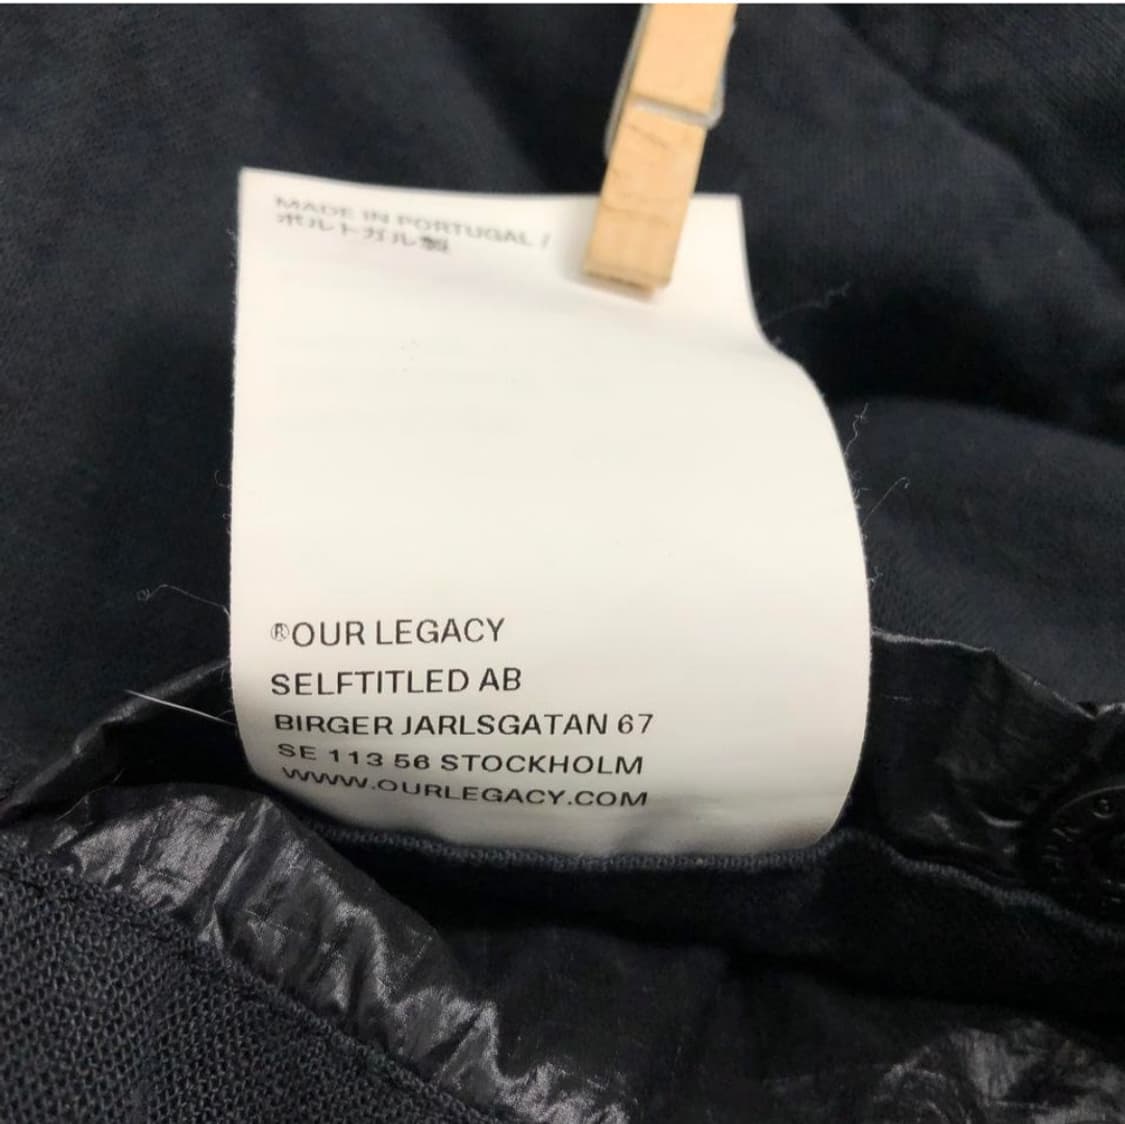 MADE IN PORTUGAL /
ポルトガル製
®OUR LEGACY
SELFTITLED AB
BIRGER JARLSGATAN 67
SE 113 56 STOCKHOLM
WWW.OURLEGACY.COM